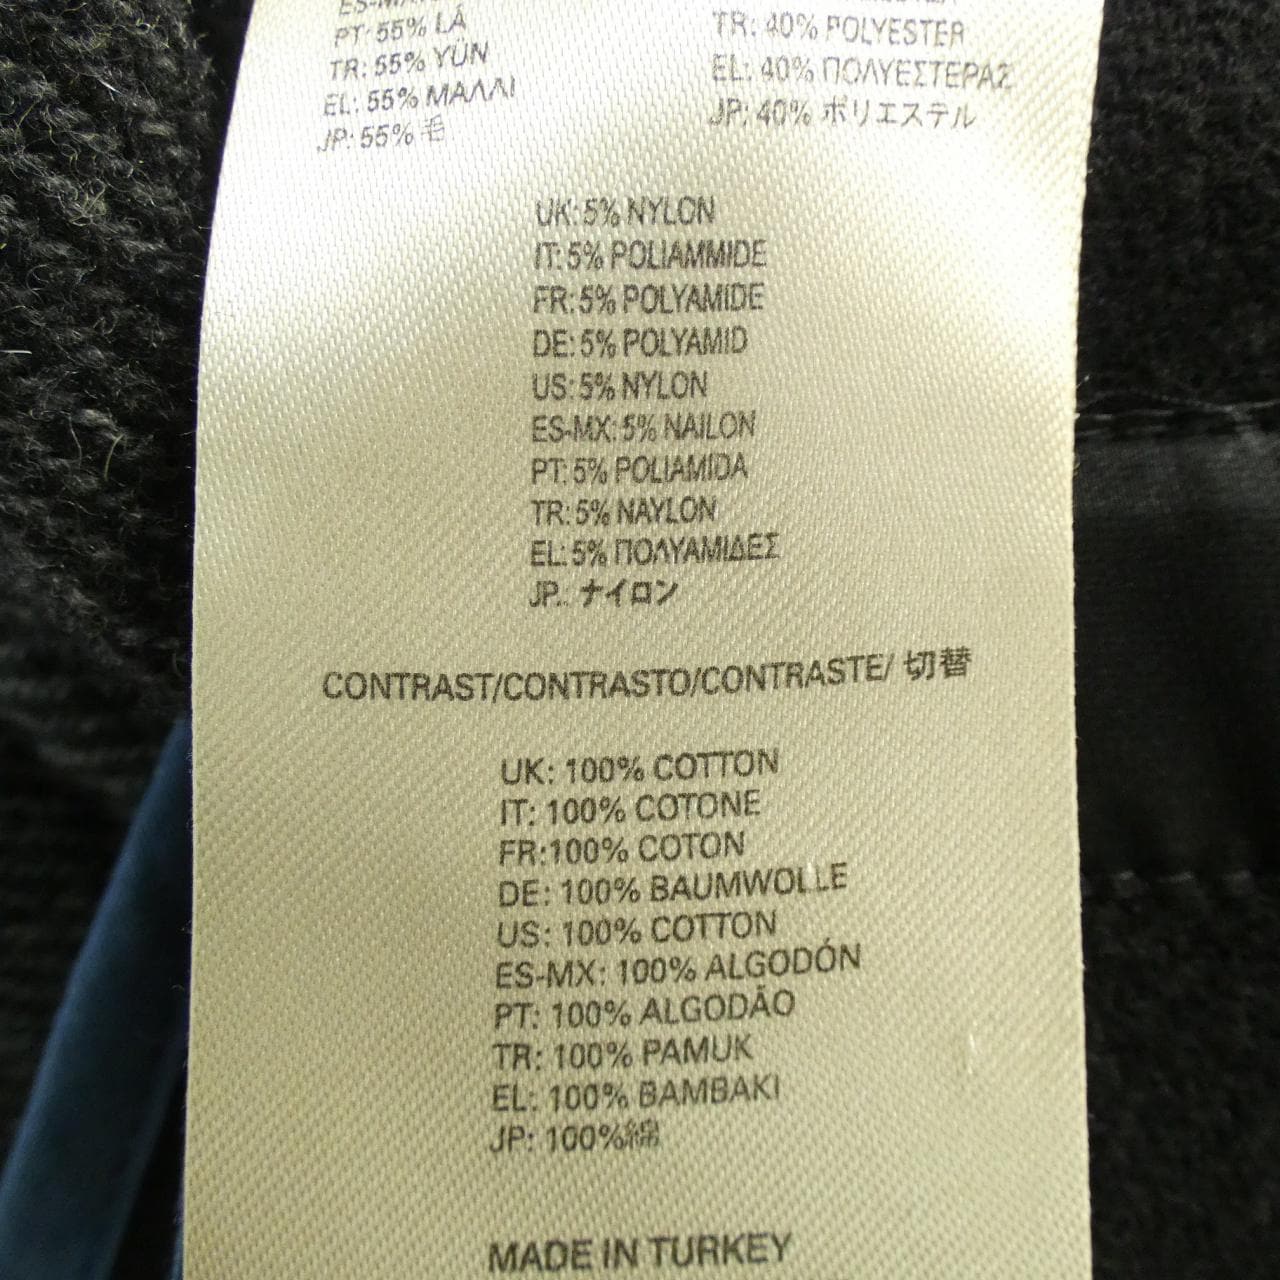 PT: 55% LÁ
TR: 55% YÜN
EL: 55% ΜΑΛΛΙ
JP: 55% 毛
TR: 40% POLYESTER
EL: 40% ΠΟΛΥΕΣΤΕΡΑΣ
JP: 40% ポリエステル
UK: 5% NYLON
IT: 5% POLIAMMIDE
FR: 5% POLYAMIDE
DE: 5% POLYAMID
US: 5% NYLON
ES-MX: 5% NAILON
PT: 5% POLIAMIDA
TR: 5% NAYLON
EL: 5% ΠΟΛΥΑΜΙΔΕΣ
JP.. ナイロン
CONTRAST/CONTRASTO/CONTRASTE/ 切替
UK: 100% COTTON
IT: 100% COTONE
FR:100% COTON
DE: 100% BAUMWOLLE
US: 100% COTTON
ES-MX: 100% ALGODÓN
PT: 100% ALGODÃO
TR: 100% PAMUK
EL: 100% BAMBAKI
JP: 100%綿
MADE IN TURKEY